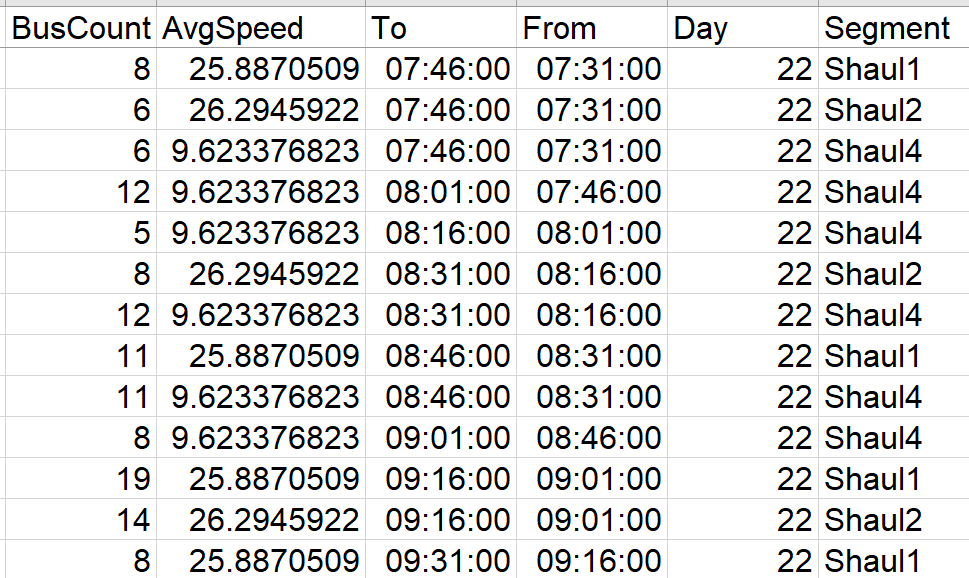 BusCount AvgSpeed To From Day Segment
8 25.8870509 07:46:00 07:31:00 22 Shaul1
6 26.2945922 07:46:00 07:31:00 22 Shaul2
6 9.623376823 07:46:00 07:31:00 22 Shaul4
12 9.623376823 08:01:00 07:46:00 22 Shaul4
5 9.623376823 08:16:00 08:01:00 22 Shaul4
8 26.2945922 08:31:00 08:16:00 22 Shaul2
12 9.623376823 08:31:00 08:16:00 22 Shaul4
11 25.8870509 08:46:00 08:31:00 22 Shaul1
11 9.623376823 08:46:00 08:31:00 22 Shaul4
8 9.623376823 09:01:00 08:46:00 22 Shaul4
19 25.8870509 09:16:00 09:01:00 22 Shaul1
14 26.2945922 09:16:00 09:01:00 22 Shaul2
8 25.8870509 09:31:00 09:16:00 22 Shaul1